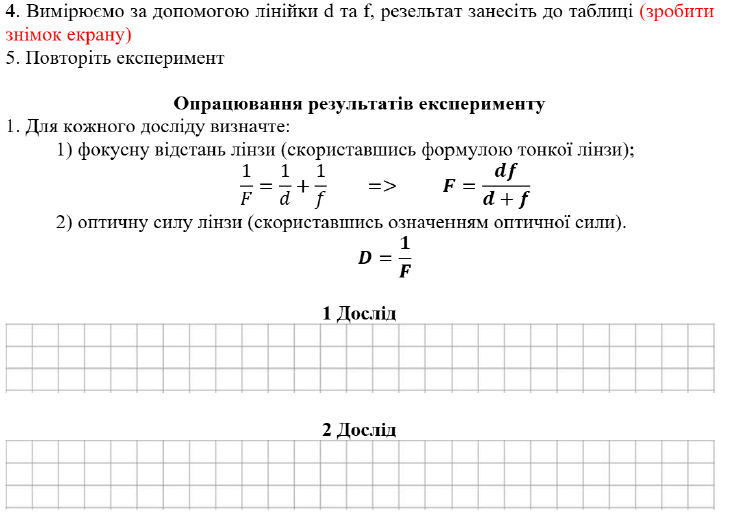 4. Вимірюємо за допомогою лінійки d та f, резельтат занесіть до таблиці (зробити
знімок екрану)
5. Повторіть експеримент
Опрацювання результатів експерименту
1. Для кожного досліду визначте:
1) фокусну відстань лінзи (скориставшись формулою тонкої лінзи);
1/F = 1/d + 1/f => F = df/(d + f)
2) оптичну силу лінзи (скориставшись означенням оптичної сили).
D = 1/F
1 Дослід
2 Дослід